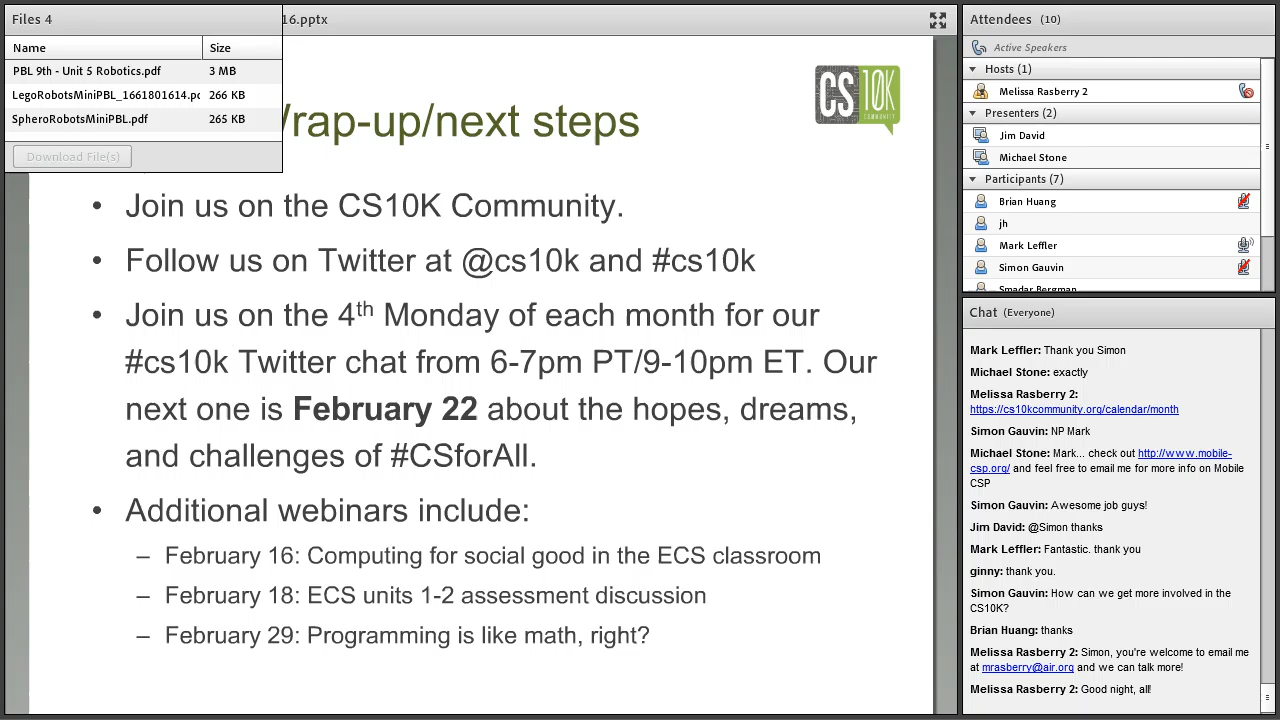 Files 4
Name Size
PBL 9th - Unit 5 Robotics.pdf 3 MB
LegoRobotsMiniPBL_1661801614.pc 266 KB
SpheroRobotsMiniPBL.pdf 265 KB
Download File(s)
16.pptx
rap-up/next steps
CS10K
COMMUNITY
• Join us on the CS10K Community.
• Follow us on Twitter at @cs10k and #cs10k
• Join us on the 4th Monday of each month for our
#cs10k Twitter chat from 6-7pm PT/9-10pm ET. Our
next one is February 22 about the hopes, dreams,
and challenges of #CSforAll.
• Additional webinars include:
– February 16: Computing for social good in the ECS classroom
– February 18: ECS units 1-2 assessment discussion
– February 29: Programming is like math, right?
Attendees (10)
Active Speakers
Hosts (1)
Melissa Rasberry 2
Presenters (2)
Jim David
Michael Stone
Participants (7)
Brian Huang
jh
Mark Leffler
Simon Gauvin
Smadar Bergman
Chat (Everyone)
Mark Leffler: Thank you Simon
Michael Stone: exactly
Melissa Rasberry 2:
https://cs10kcommunity.org/calendar/month
Simon Gauvin: NP Mark
Michael Stone: Mark... check out http://www.mobile-
csp.org/ and feel free to email me for more info on Mobile
CSP
Simon Gauvin: Awesome job guys!
Jim David: @Simon thanks
Mark Leffler: Fantastic. thank you
ginny: thank you.
Simon Gauvin: How can we get more involved in the
CS10K?
Brian Huang: thanks
Melissa Rasberry 2: Simon, you're welcome to email me
at mrasberry@air.org and we can talk more!
Melissa Rasberry 2: Good night, all!